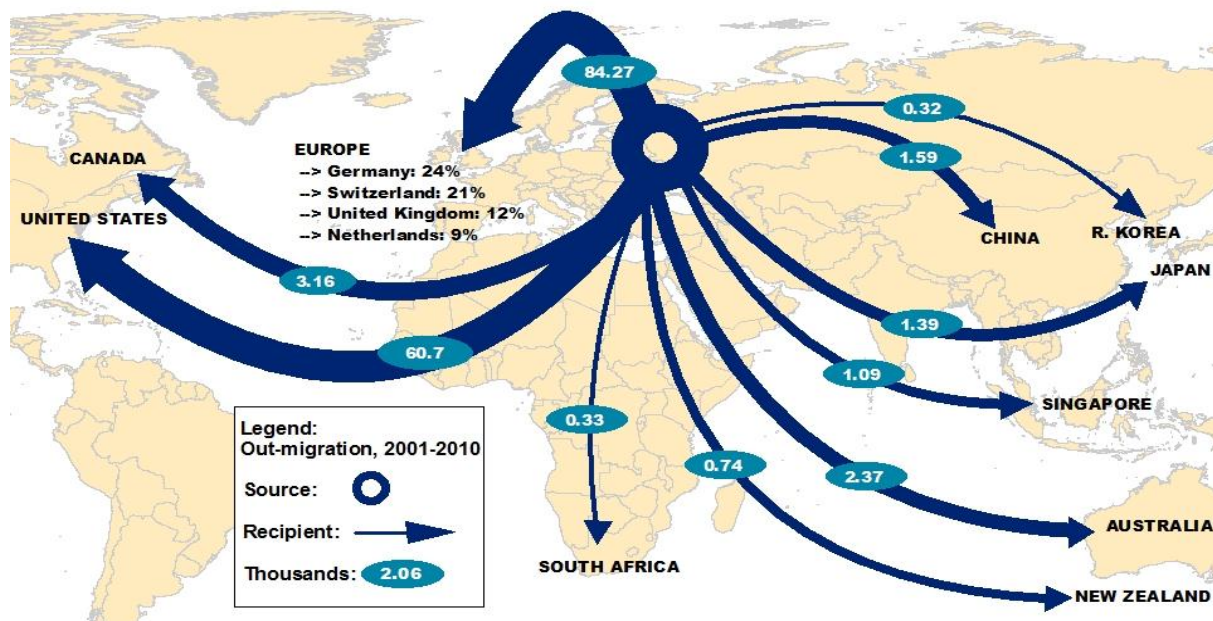 84.27
0.32
EUROPE
--> Germany: 24%
--> Switzerland: 21%
--> United Kingdom: 12%
--> Netherlands: 9%
CANADA
1.59
UNITED STATES
CHINA
R. KOREA
JAPAN
3.16
1.39
60.7
1.09
SINGAPORE
0.33
0.74
2.37
Legend:
Out-migration, 2001-2010
Source:
Recipient:
Thousands: 2.06
AUSTRALIA
SOUTH AFRICA
NEW ZEALAND